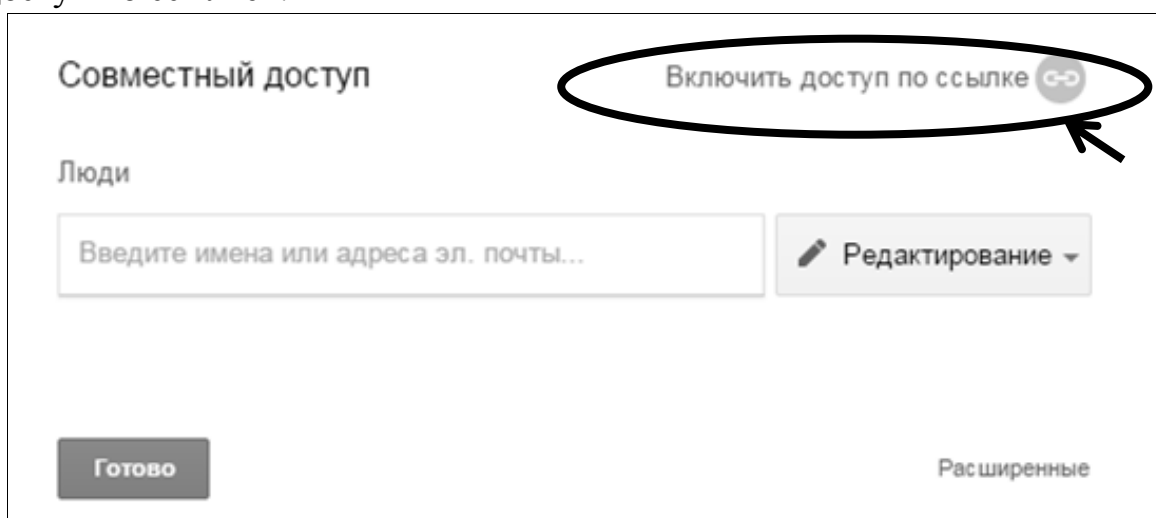 Совместный доступ
Включить доступ по ссылке
Люди
Введите имена или адреса эл. почты...
Редактирование
Готово
Расширенные